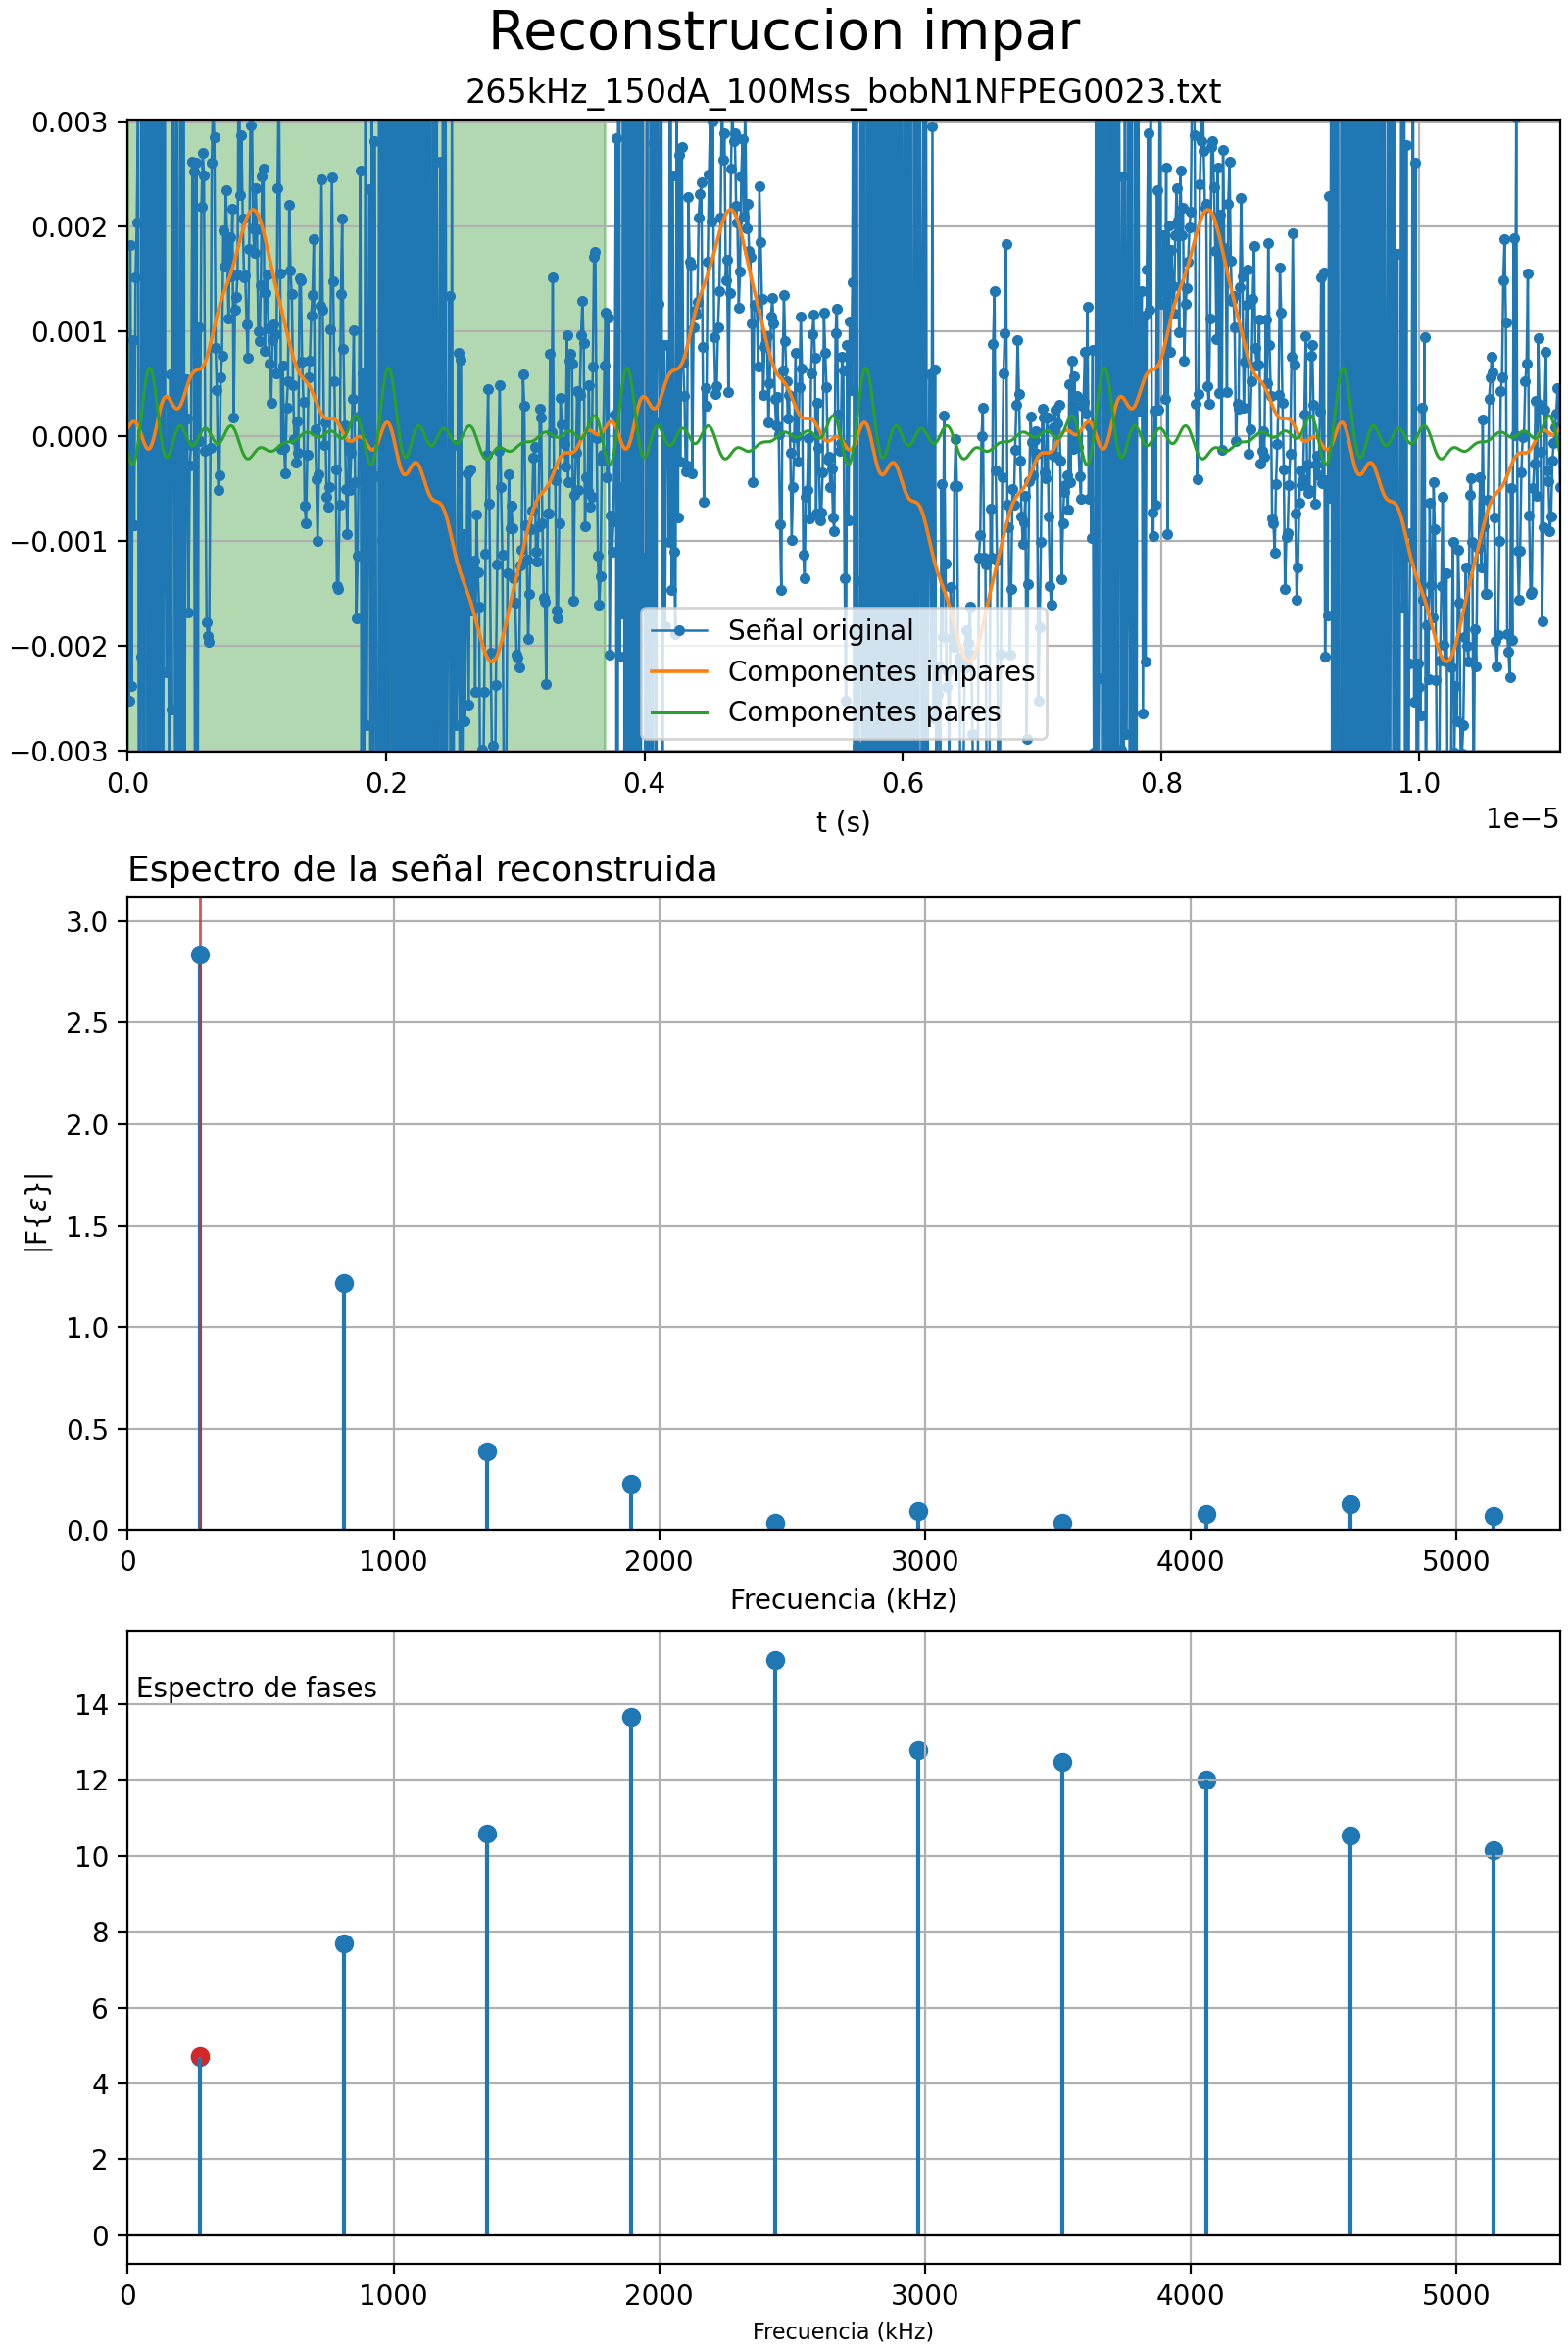 Reconstruccion impar
265kHz_150dA_100Mss_bobN1NFPEG0023.txt
0.003
0.002
0.001
0.000
−0.001
−0.002
−0.003
Señal original
Componentes impares
Componentes pares
0.0 0.2 0.4 0.6 0.8 1.0
1e−5
t (s)
Espectro de la señal reconstruida
3.0
2.5
2.0
1.5
1.0
0.5
0.0
|F{ε}|
0 1000 2000 3000 4000 5000
Frecuencia (kHz)
Espectro de fases
14
12
10
8
6
4
2
0
0 1000 2000 3000 4000 5000
Frecuencia (kHz)